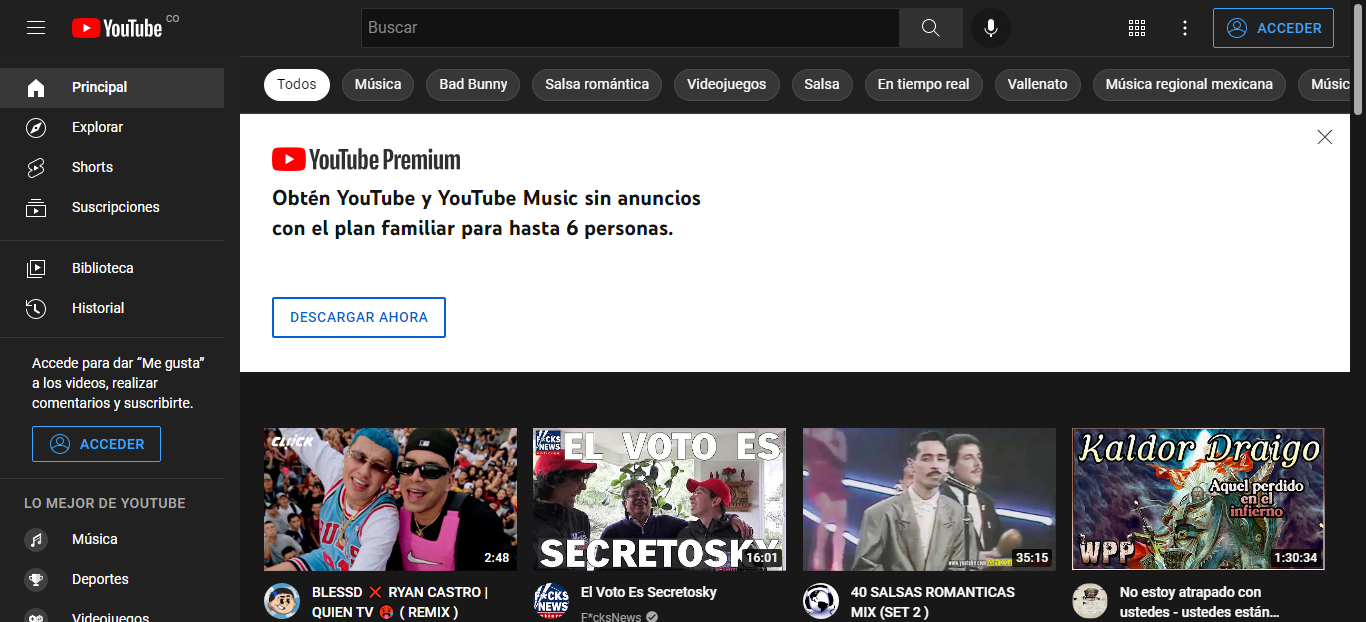 YouTube CO
Buscar
ACCEDER
Principal
Explorar
Shorts
Suscripciones
Biblioteca
Historial
Accede para dar “Me gusta”
a los videos, realizar
comentarios y suscribirte.
ACCEDER
LO MEJOR DE YOUTUBE
Música
Deportes
Videojuegos
Todos
Música
Bad Bunny
Salsa romántica
Videojuegos
Salsa
En tiempo real
Vallenato
Música regional mexicana
Músic
YouTube Premium
Obtén YouTube y YouTube Music sin anuncios
con el plan familiar para hasta 6 personas.
DESCARGAR AHORA
CLIICK
2:48
BLESSD ❌ RYAN CASTRO |
QUIEN TV 🥵 ( REMIX )
F*CKS
NEWS
EL VOTO ES
SECRETOSKY
16:01
F*CKS
NEWS
El Voto Es Secretosky
F*cksNews
35:15
40 SALSAS ROMANTICAS
MIX (SET 2 )
Kaldor Draigo
Aquel perdido
en el
infierno
WPP
1:30:34
No estoy atrapado con
ustedes - ustedes están...